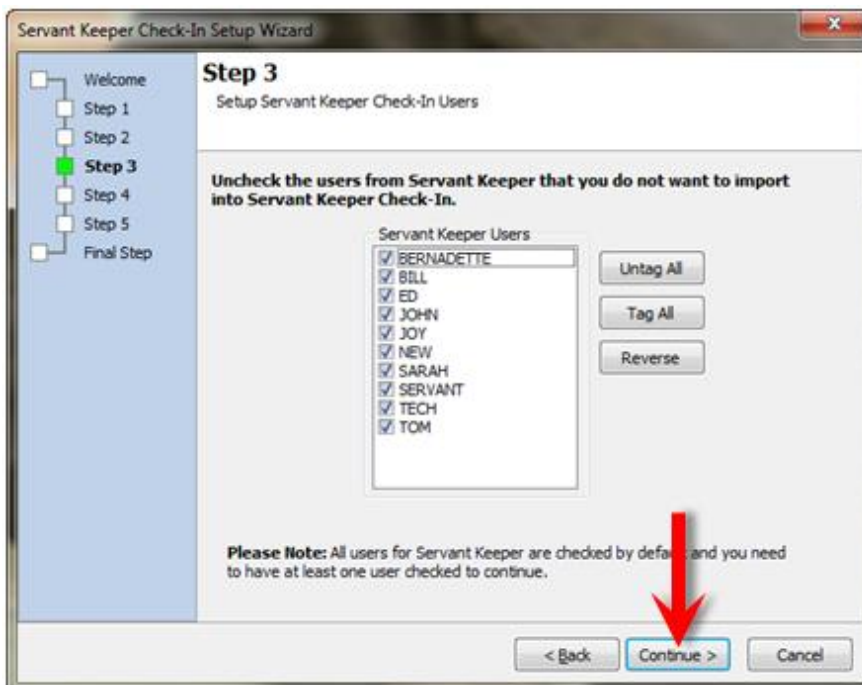 Servant Keeper Check-In Setup Wizard
Welcome
Step 1
Step 2
Step 3
Step 4
Step 5
Final Step
Step 3
Setup Servant Keeper Check-In Users
Uncheck the users from Servant Keeper that you do not want to import
into Servant Keeper Check-In.
Servant Keeper Users
BERNADETTE
BILL
ED
JOHN
JOY
NEW
SARAH
SERVANT
TECH
TOM
Untag All
Tag All
Reverse
Please Note: All users for Servant Keeper are checked by default and you need
to have at least one user checked to continue.
< Back
Continue >
Cancel